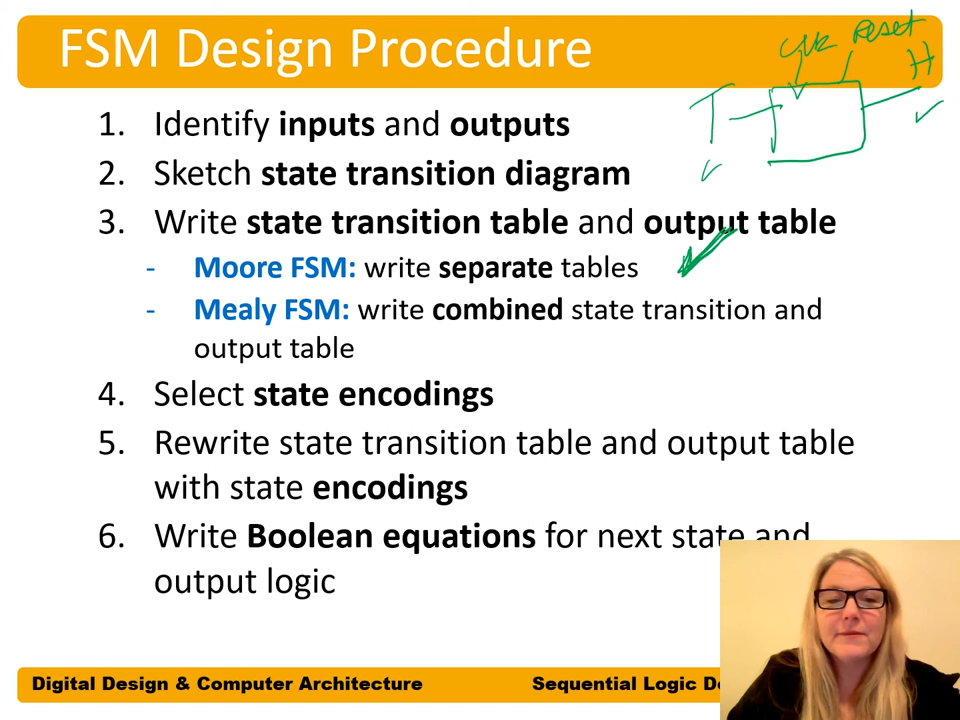 FSM Design Procedure
clk reset
T
H
1. Identify inputs and outputs
2. Sketch state transition diagram
3. Write state transition table and output table
- Moore FSM: write separate tables
- Mealy FSM: write combined state transition and
output table
4. Select state encodings
5. Rewrite state transition table and output table
with state encodings
6. Write Boolean equations for next state and
output logic
Digital Design & Computer Architecture
Sequential Logic